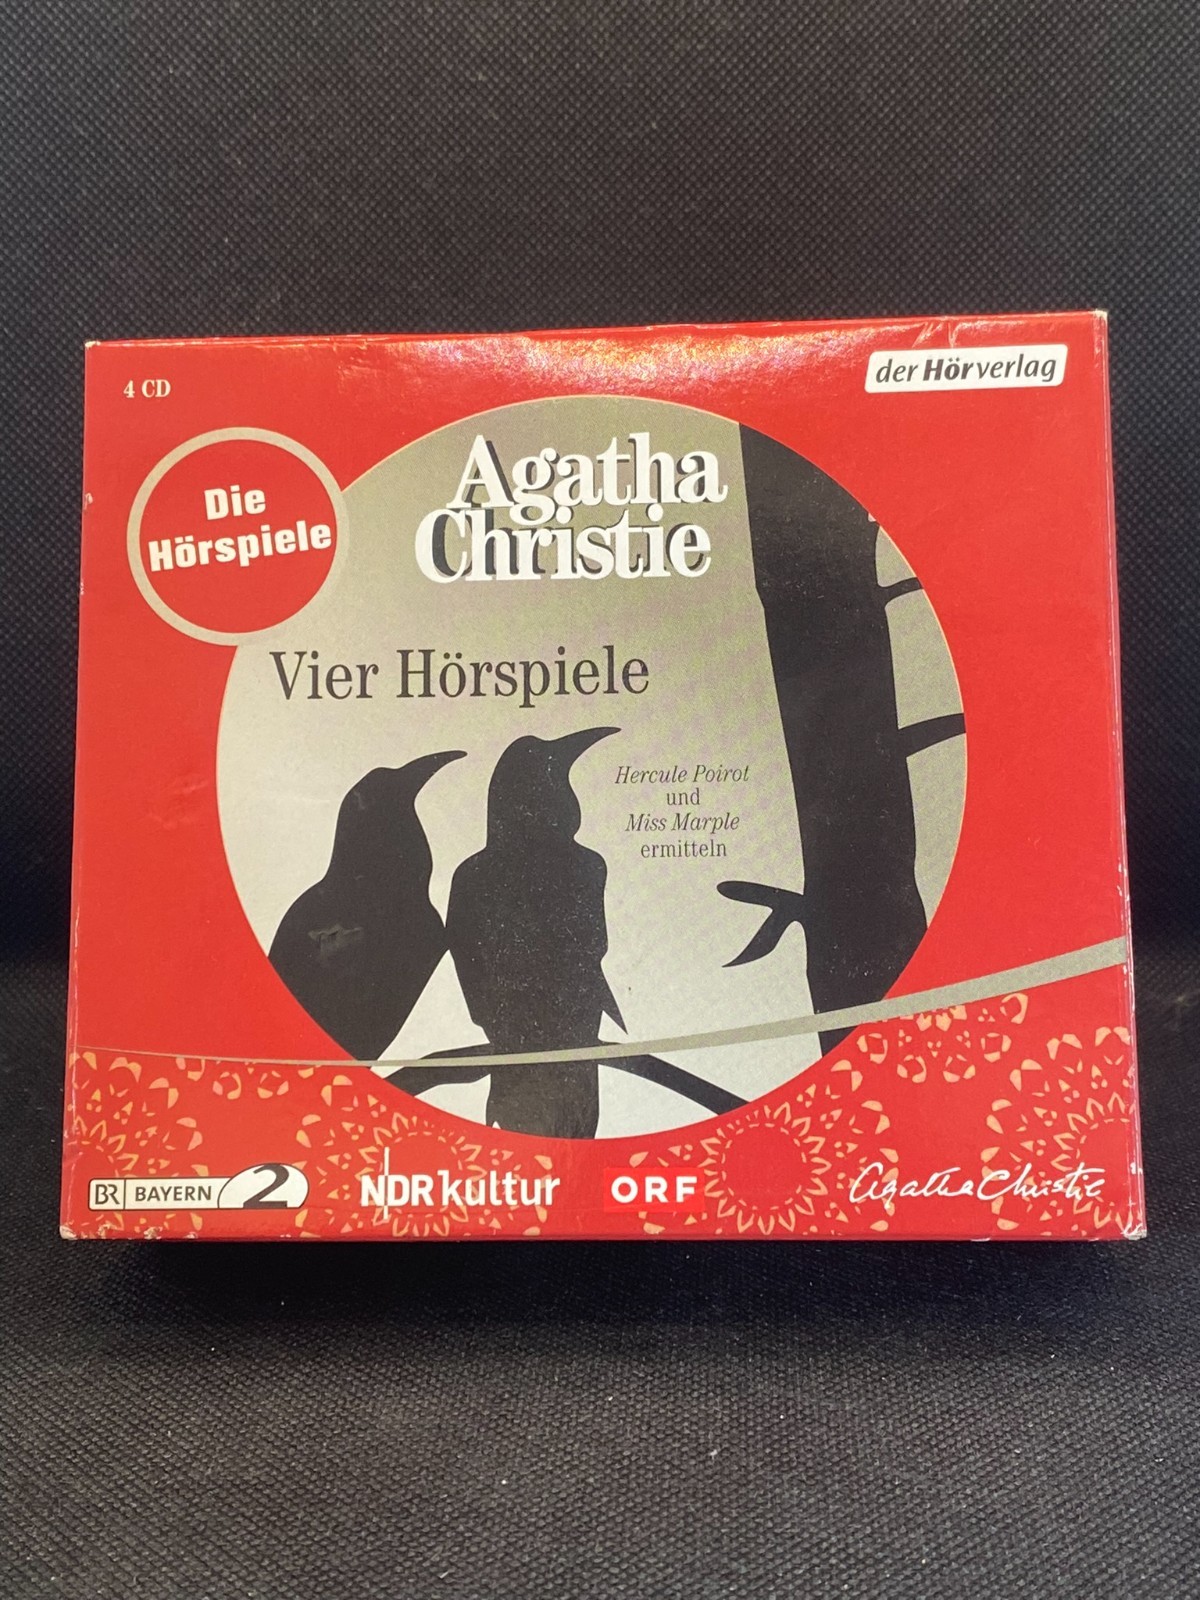 4 CD
der Hörverlag
Die
Hörspiele
Agatha
Christie
Vier Hörspiele
Hercule Poirot
und
Miss Marple
ermitteln
BR BAYERN 2
NDR kultur
ORF
Agatha Christie